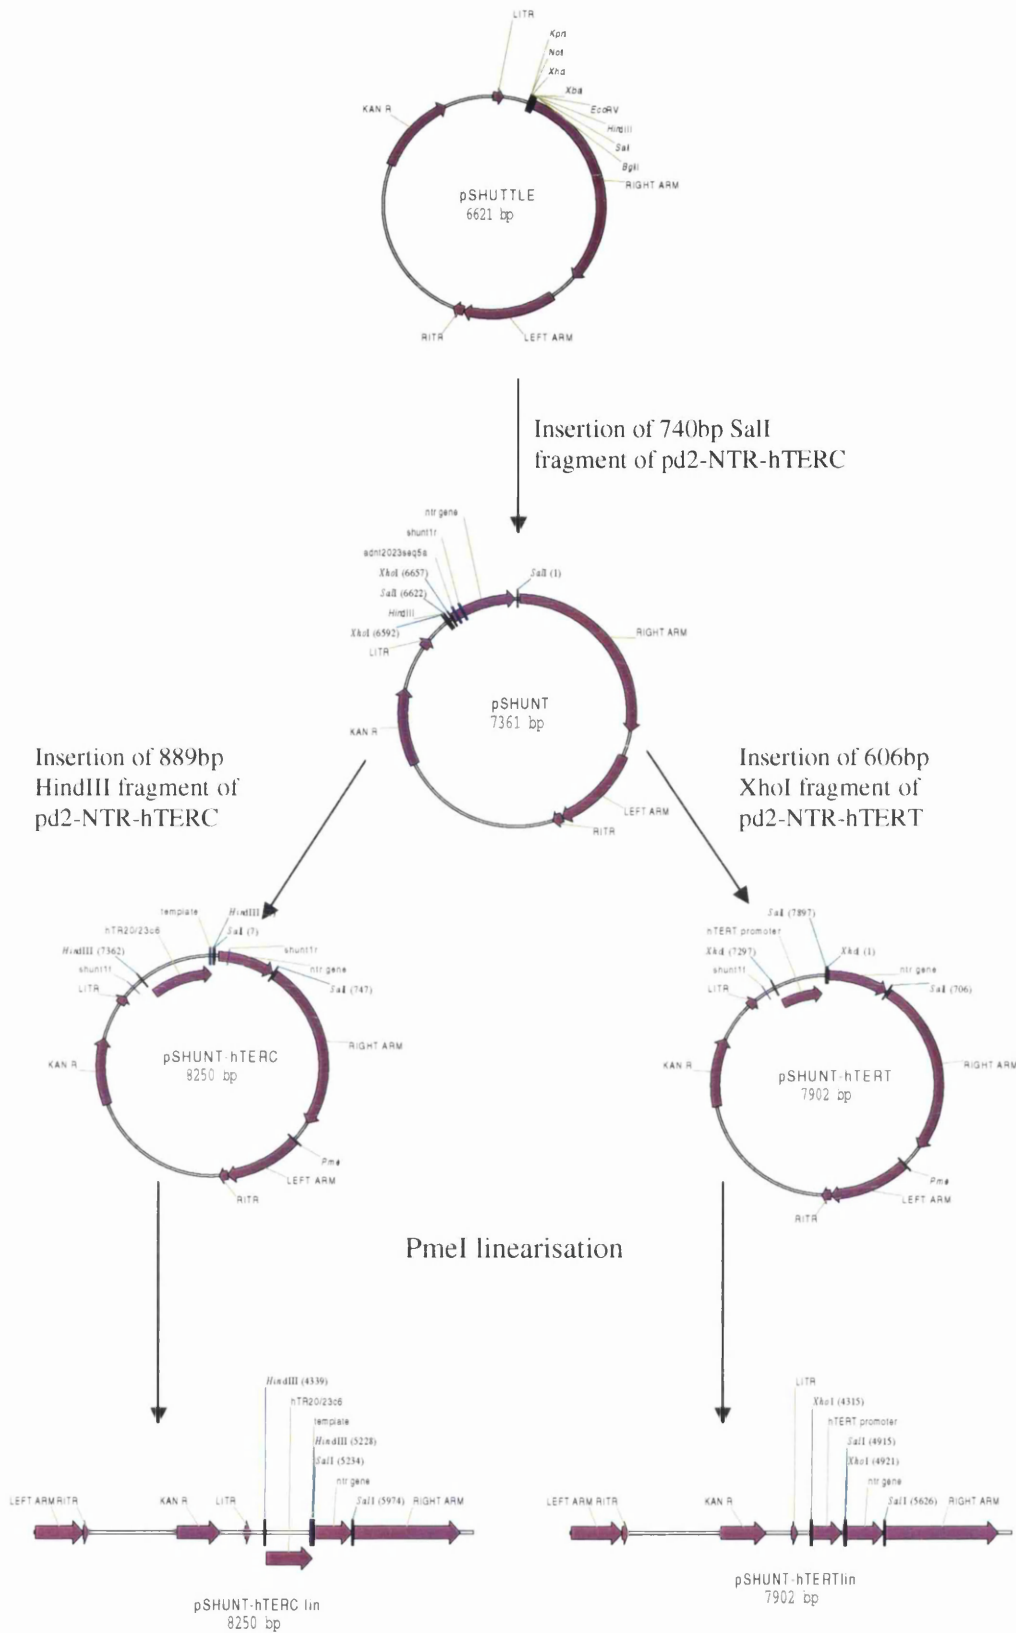 LITR
KpnI
Not
Xho
Xba
EcoRV
HindIII
Sal
BglI
KAN R
RIGHT ARM
pSHUTTLE
6621 bp
RITR
LEFT ARM
Insertion of 740bp SalI
fragment of pd2-NTR-hTERC
ntr gene
shunt1r
adnt2023seq5a
XhoI (6657)
SalI (6622)
HindIII
XhoI (6592)
LITR
SalI (1)
RIGHT ARM
pSHUNT
7361 bp
KAN R
LEFT ARM
RITR
Insertion of 889bp
HindIII fragment of
pd2-NTR-hTERC
Insertion of 606bp
XhoI fragment of
pd2-NTR-hTERT
template
HindIII
SalI (7)
hTR20/23c6
HindIII (7362)
shunt1f
LITR
shunt1r
ntr gene
SalI (747)
KAN R
RIGHT ARM
pSHUNT-hTERC
8250 bp
Pme
LEFT ARM
RITR
SalI (7897)
hTERT promoter
XhoI (7297)
shunt1f
LITR
XhoI (1)
ntr gene
SalI (706)
KAN R
RIGHT ARM
pSHUNT-hTERT
7902 bp
Pme
LEFT ARM
RITR
PmeI linearisation
HindIII (4339)
hTR20/23c6
template
HindIII (5228)
SalI (5234)
ntr gene
LEFT ARM RITR KAN R LITR SalI (5974) RIGHT ARM
pSHUNT-hTERC lin
8250 bp
LITR
XhoI (4315)
hTERT promoter
SalI (4915)
XhoI (4921)
ntr gene
LEFT ARM RITR KAN R SalI (5626) RIGHT ARM
pSHUNT-hTERTlin
7902 bp